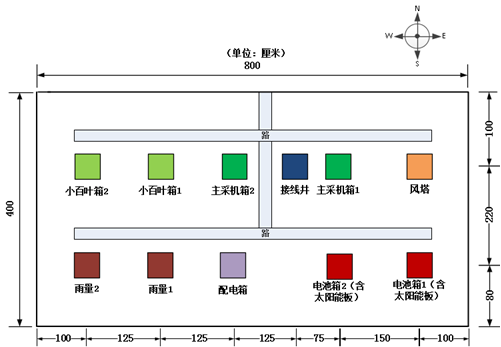 N
W E
S
（单位：厘米）
800
路
100
小百叶箱2 小百叶箱1 主采机箱2 接线井 主采机箱1 风塔
400
220
路
雨量2 雨量1 配电箱 电池箱2（含太阳能板） 电池箱1（含太阳能板）
80
100 125 125 125 75 150 100